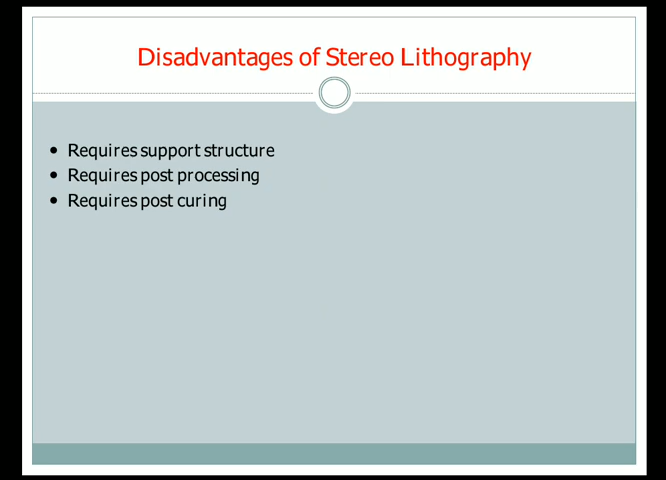 Disadvantages of Stereo Lithography
• Requires support structure
• Requires post processing
• Requires post curing